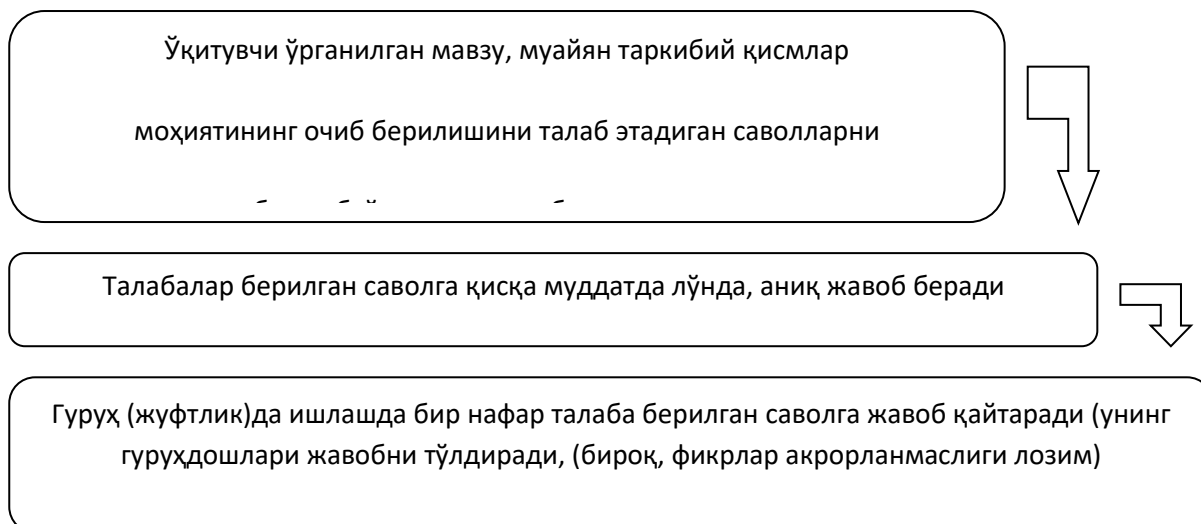 Ўқитувчи ўрганилган мавзу, муайян таркибий қисмлар
моҳиятининг очиб берилишини талаб этадиган саволларни
Талабалар берилган саволга қисқа муддатда лўнда, аниқ жавоб беради
Гуруҳ (жуфтлик)да ишлашда бир нафар талаба берилган саволга жавоб қайтаради (унинг
гуруҳдошлари жавобни тўлдиради, (бироқ, фикрлар акрорланмаслиги лозим)